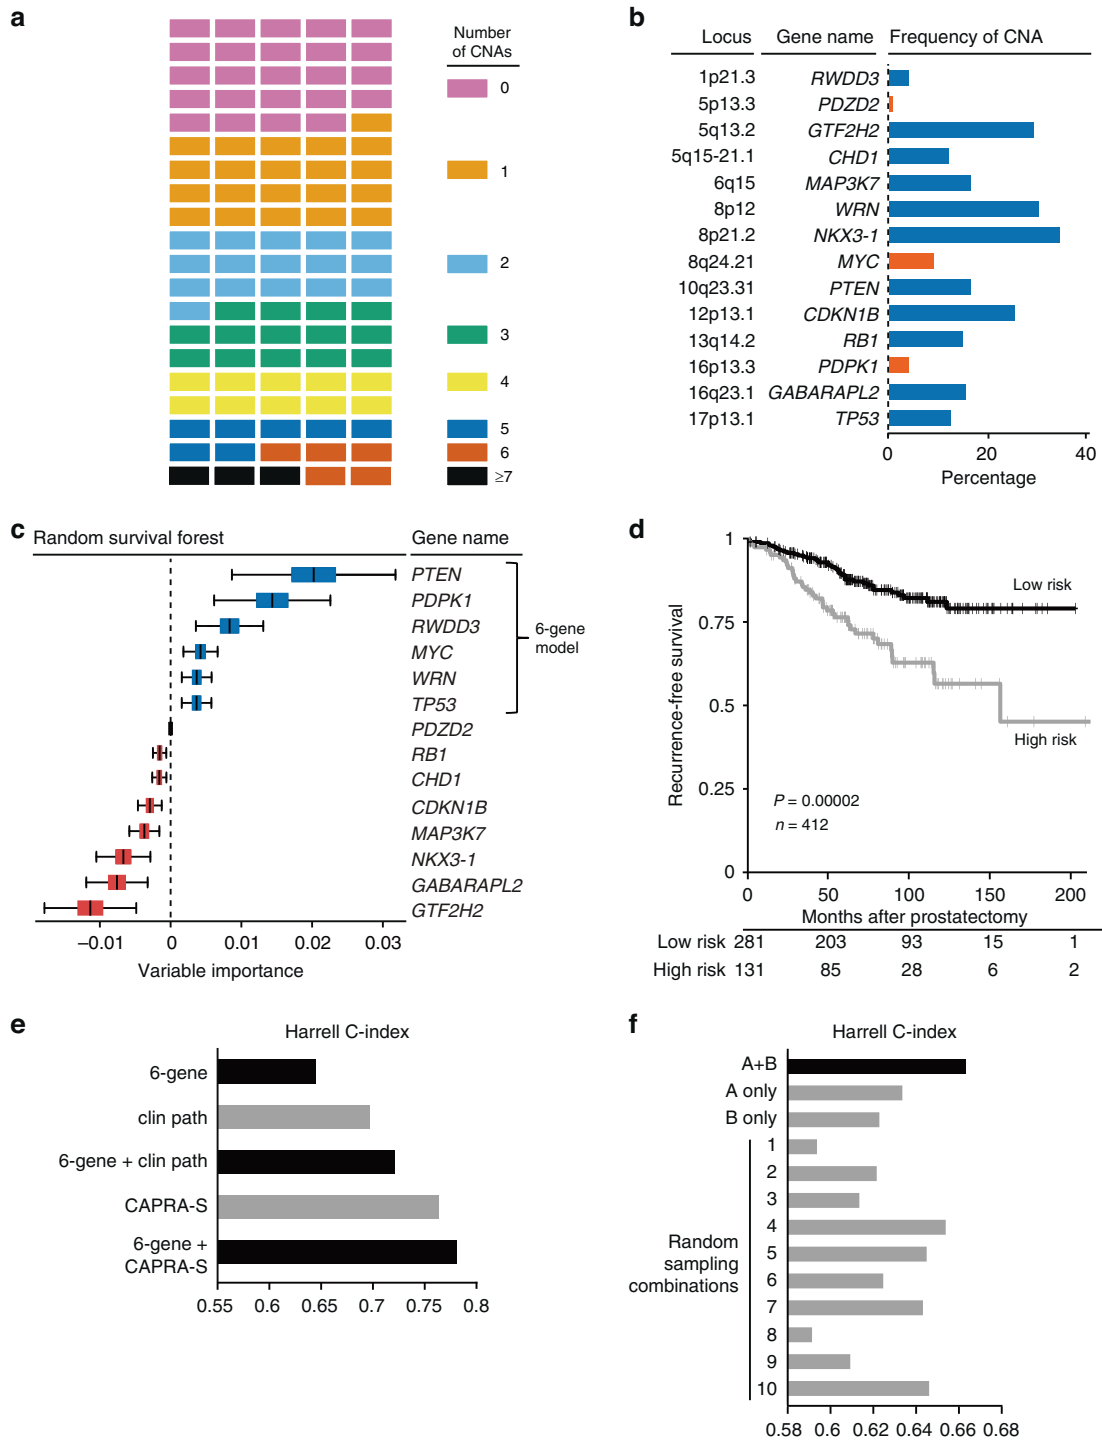 a
Number
of CNAs
0
1
2
3
4
5
6
≥7
b
Locus Gene name Frequency of CNA
1p21.3 RWDD3
5p13.3 PDZD2
5q13.2 GTF2H2
5q15-21.1 CHD1
6q15 MAP3K7
8p12 WRN
8p21.2 NKX3-1
8q24.21 MYC
10q23.31 PTEN
12p13.1 CDKN1B
13q14.2 RB1
16p13.3 PDPK1
16q23.1 GABARAPL2
17p13.1 TP53
0 20 40
Percentage
c
Random survival forest Gene name
PTEN
PDPK1
RWDD3
MYC
WRN
TP53
6-gene
model
PDZD2
RB1
CHD1
CDKN1B
MAP3K7
NKX3-1
GABARAPL2
GTF2H2
−0.01 0 0.01 0.02 0.03
Variable importance
d
Recurrence-free survival
1
0.75
0.5
0.25
0
Low risk
High risk
P = 0.00002
n = 412
0 50 100 150 200
Months after prostatectomy
Low risk 281 203 93 15 1
High risk 131 85 28 6 2
e
Harrell C-index
6-gene
clin path
6-gene + clin path
CAPRA-S
6-gene +
CAPRA-S
0.55 0.6 0.65 0.7 0.75 0.8
f
Harrell C-index
A+B
A only
B only
1
2
3
4
5
6
7
8
9
10
Random
sampling
combinations
0.58 0.6 0.62 0.64 0.66 0.68